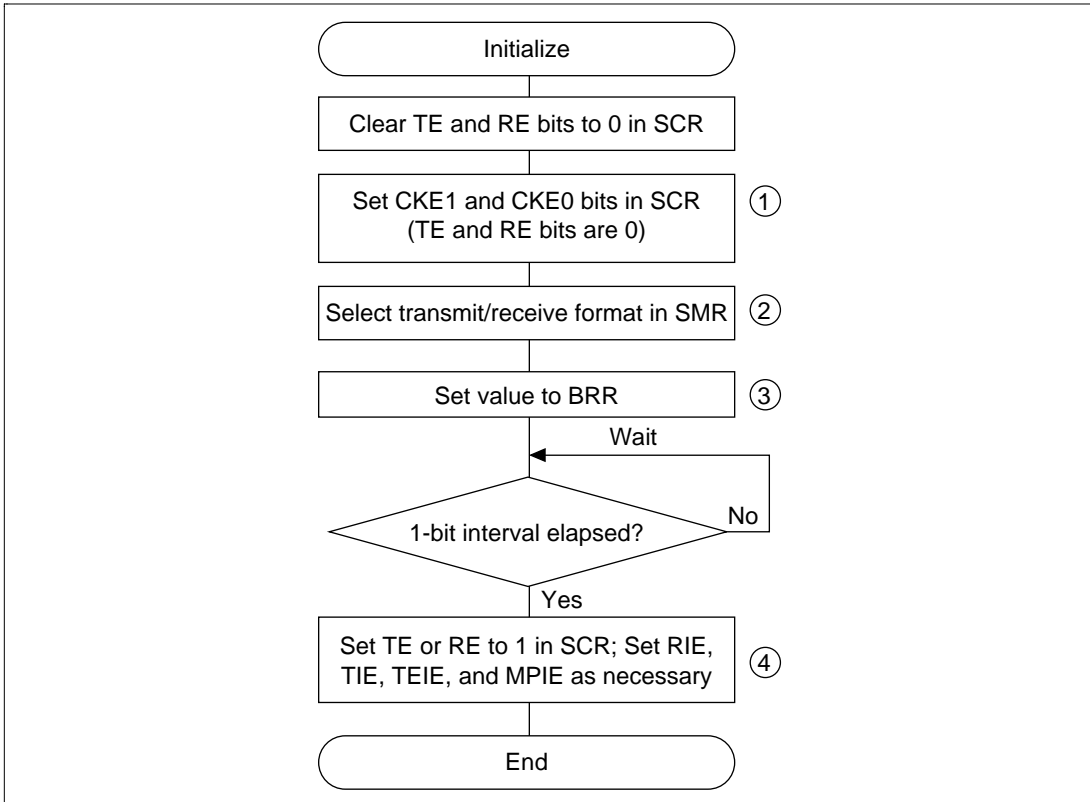 Initialize
Clear TE and RE bits to 0 in SCR
Set CKE1 and CKE0 bits in SCR
(TE and RE bits are 0)
1
Select transmit/receive format in SMR
2
Set value to BRR
3
Wait
1-bit interval elapsed?
No
Yes
Set TE or RE to 1 in SCR; Set RIE,
TIE, TEIE, and MPIE as necessary
4
End